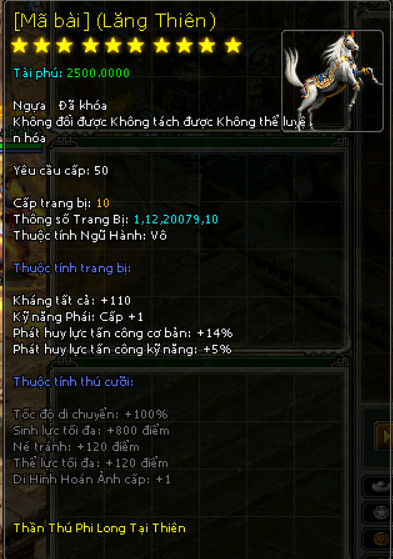 [Mã bài] (Lăng Thiên)
Tài phú: 2500.0000
Ngựa Đã khóa
Không đổi được Không tách được Không thể luyệ
n hóa
Yêu cầu cấp: 50
Cấp trang bị: 10
Thông số Trang Bị: 1,12,20079,10
Thuộc tính Ngũ Hành: Vô
Thuộc tính trang bị:
Kháng tất cả: +110
Kỹ năng Phái: Cấp +1
Phát huy lực tấn công cơ bản: +14%
Phát huy lực tấn công kỹ năng: +5%
Thuộc tính thú cưỡi:
Tốc độ di chuyển: +100%
Sinh lực tối đa: +800 điểm
Né tránh: +120 điểm
Thể lực tối đa: +120 điểm
Di Hình Hoán Ảnh cấp: +1
Thần Thú Phi Long Tại Thiên